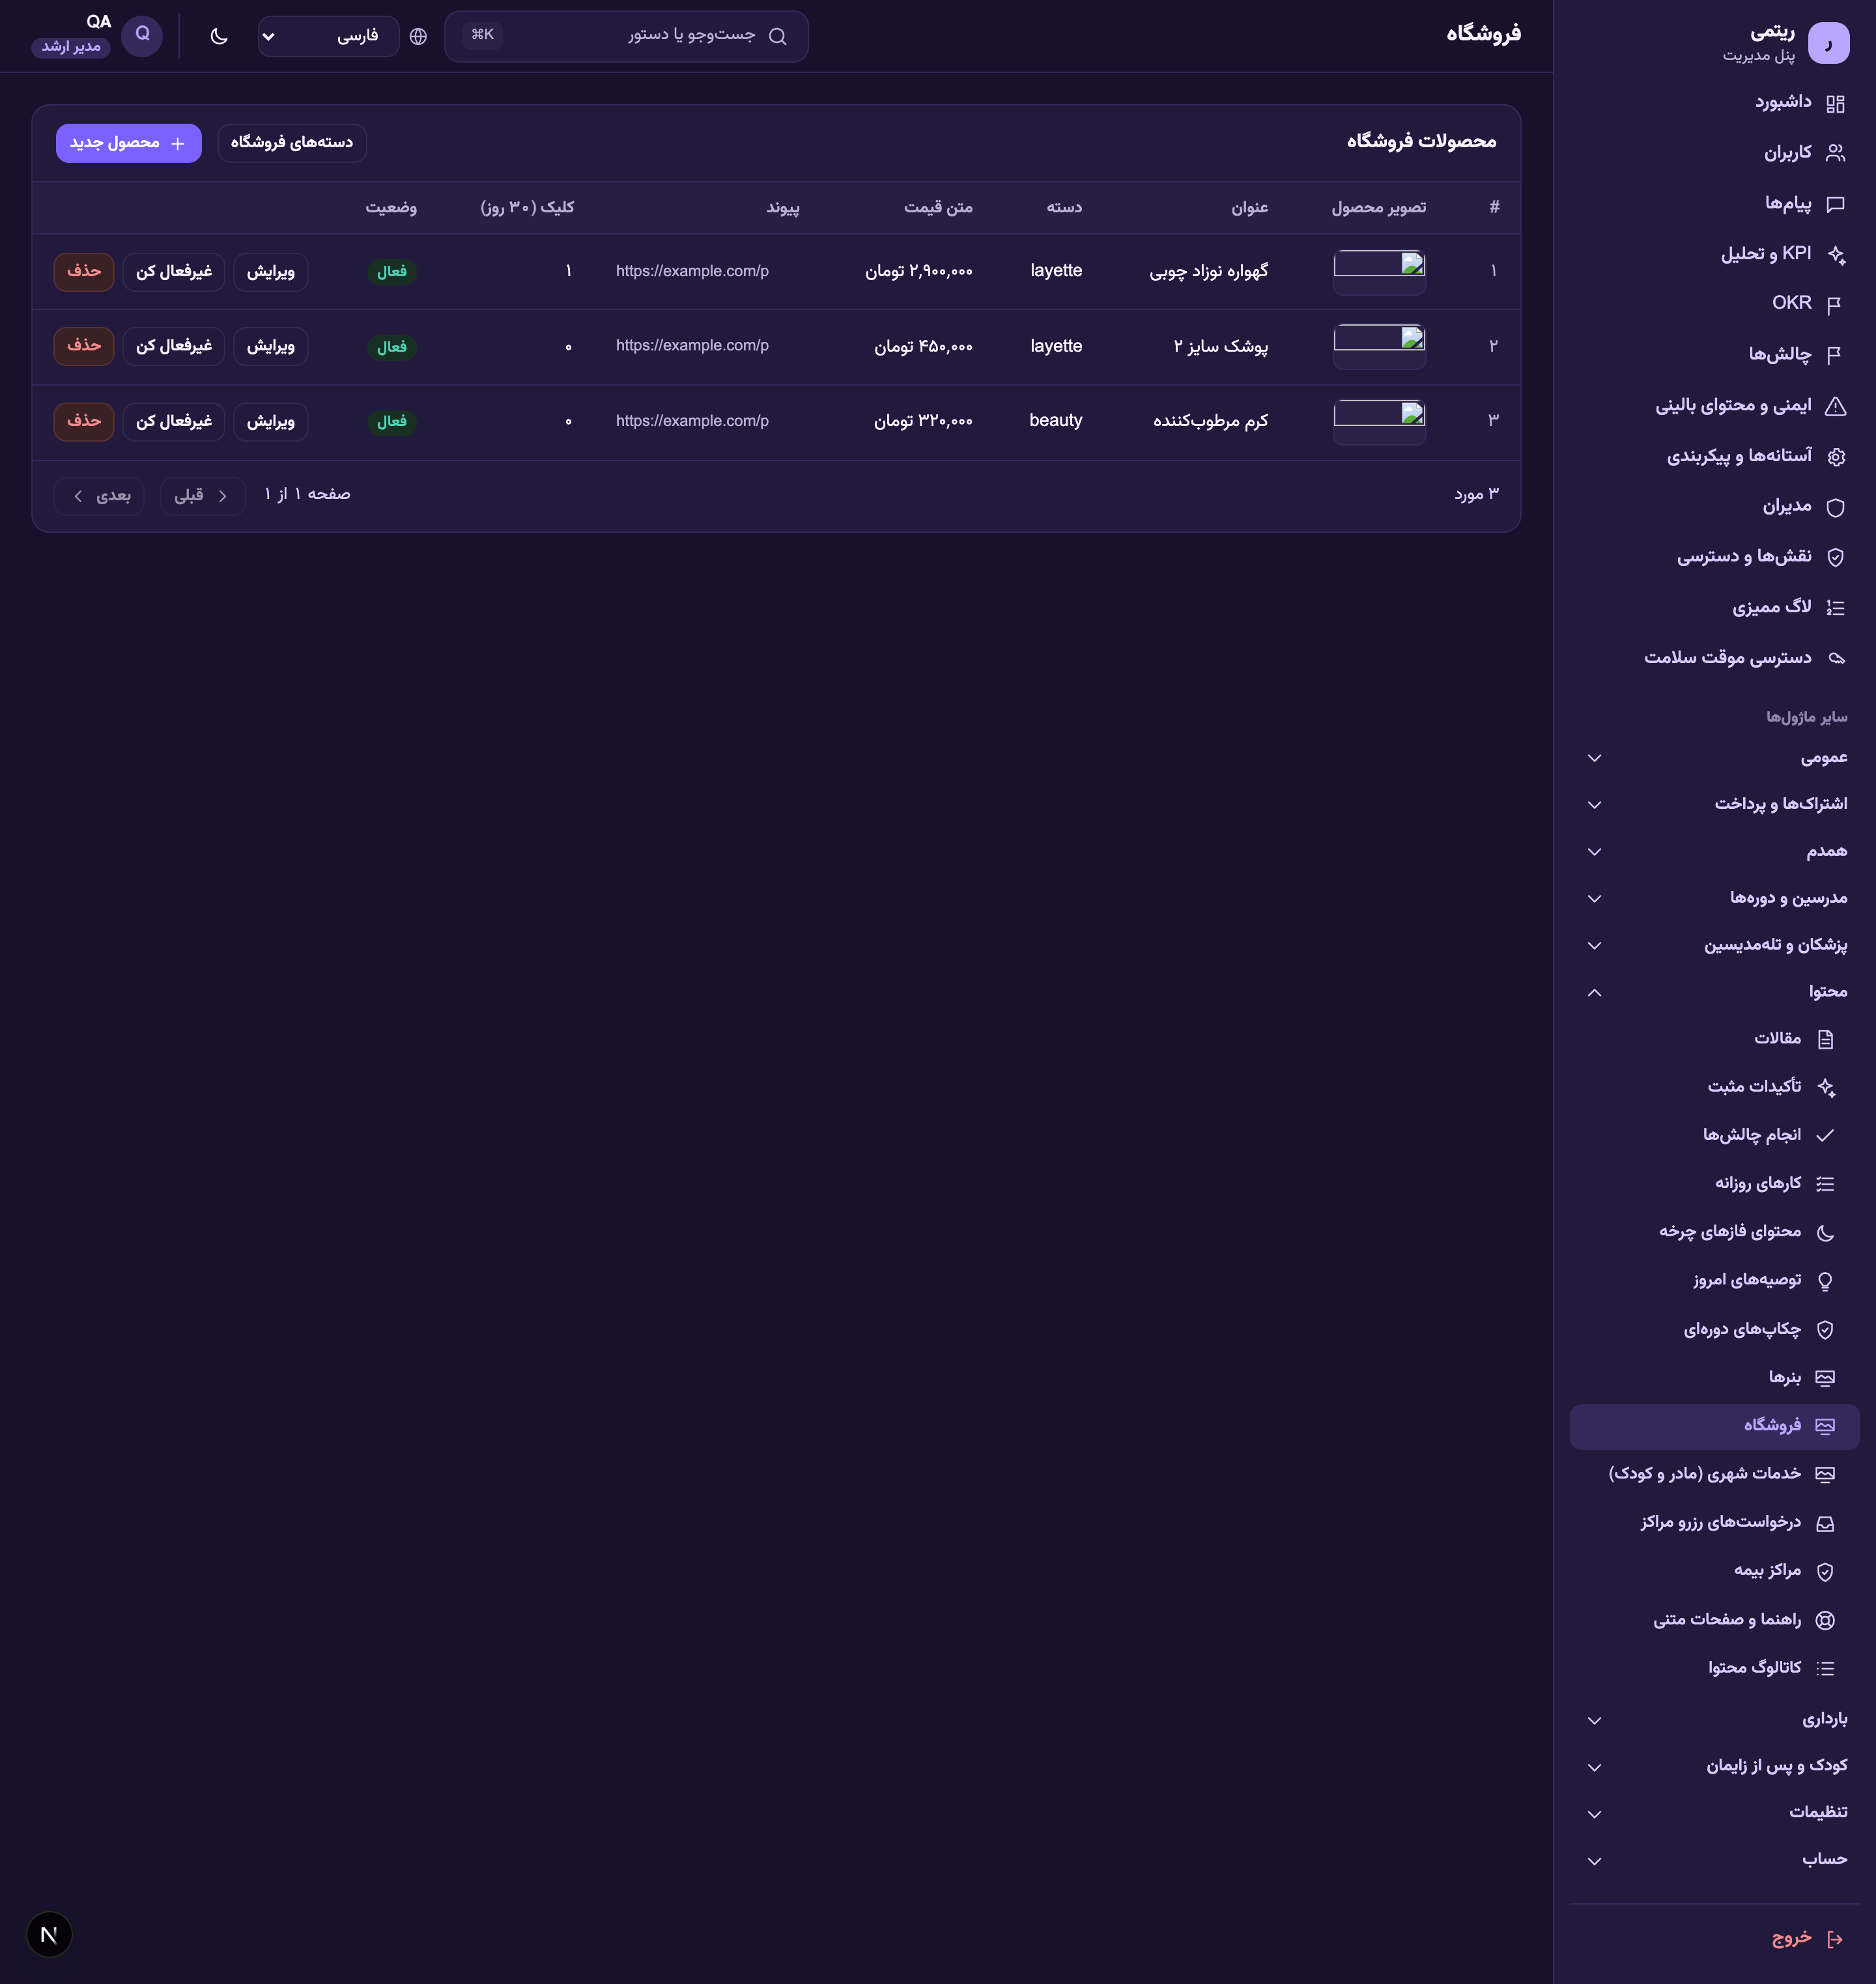 ریتمی
پنل مدیریت
داشبورد
کاربران
پیام‌ها
KPI و تحلیل
OKR
چالش‌ها
ایمنی و محتوای بالینی
آستانه‌ها و پیکربندی
مدیران
نقش‌ها و دسترسی
لاگ ممیزی
دسترسی موقت سلامت
سایر ماژول‌ها
عمومی
اشتراک‌ها و پرداخت
همدم
مدرسین و دوره‌ها
پزشکان و تله‌مدیسین
محتوا
مقالات
تأکیدات مثبت
انجام چالش‌ها
کارهای روزانه
محتوای فازهای چرخه
توصیه‌های امروز
چکاپ‌های دوره‌ای
بنرها
فروشگاه
خدمات شهری (مادر و کودک)
درخواست‌های رزرو مراکز
مراکز بیمه
راهنما و صفحات متنی
کاتالوگ محتوا
بارداری
کودک و پس از زایمان
تنظیمات
حساب
خروج
فروشگاه
جست‌وجو یا دستور ⌘K
فارسی
Q
QA
مدیر ارشد
محصولات فروشگاه
دسته‌های فروشگاه
+ محصول جدید
# تصویر محصول عنوان دسته متن قیمت پیوند کلیک (۳۰ روز) وضعیت
۱ گهواره نوزاد چوبی layette ۲,۹۰۰,۰۰۰ تومان https://example.com/p ۱ فعال ویرایش غیرفعال کن حذف
۲ پوشک سایز ۲ layette ۴۵۰,۰۰۰ تومان https://example.com/p ۰ فعال ویرایش غیرفعال کن حذف
۳ کرم مرطوب‌کننده beauty ۳۲۰,۰۰۰ تومان https://example.com/p ۰ فعال ویرایش غیرفعال کن حذف
۳ مورد
صفحه ۱ از ۱
قبلی
بعدی
ر
N